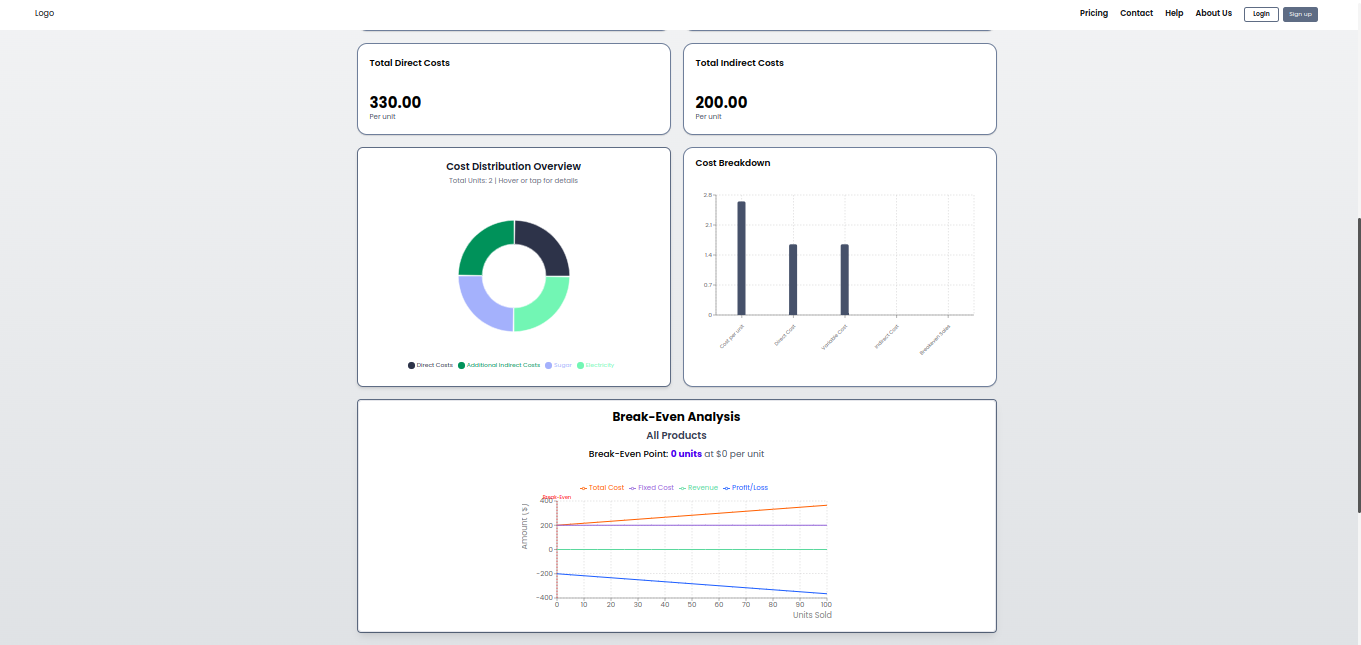 Logo
Pricing Contact Help About Us Login Sign up
Total Direct Costs
330.00
Per unit
Total Indirect Costs
200.00
Per unit
Cost Distribution Overview
Total Units: 2 | Hover or tap for details
Direct Costs Additional Indirect Costs Sugar Electricity
Cost Breakdown
2.8
2.1
1.4
0.7
0
Cost per unit Direct Cost Variable Cost Indirect Cost Breakeven Sales
Break-Even Analysis
All Products
Break-Even Point: 0 units at $0 per unit
Total Cost Fixed Cost Revenue Profit/Loss
Break-Even
Amount ($)
400
200
0
-200
-400
0 10 20 30 40 50 60 70 80 90 100
Units Sold